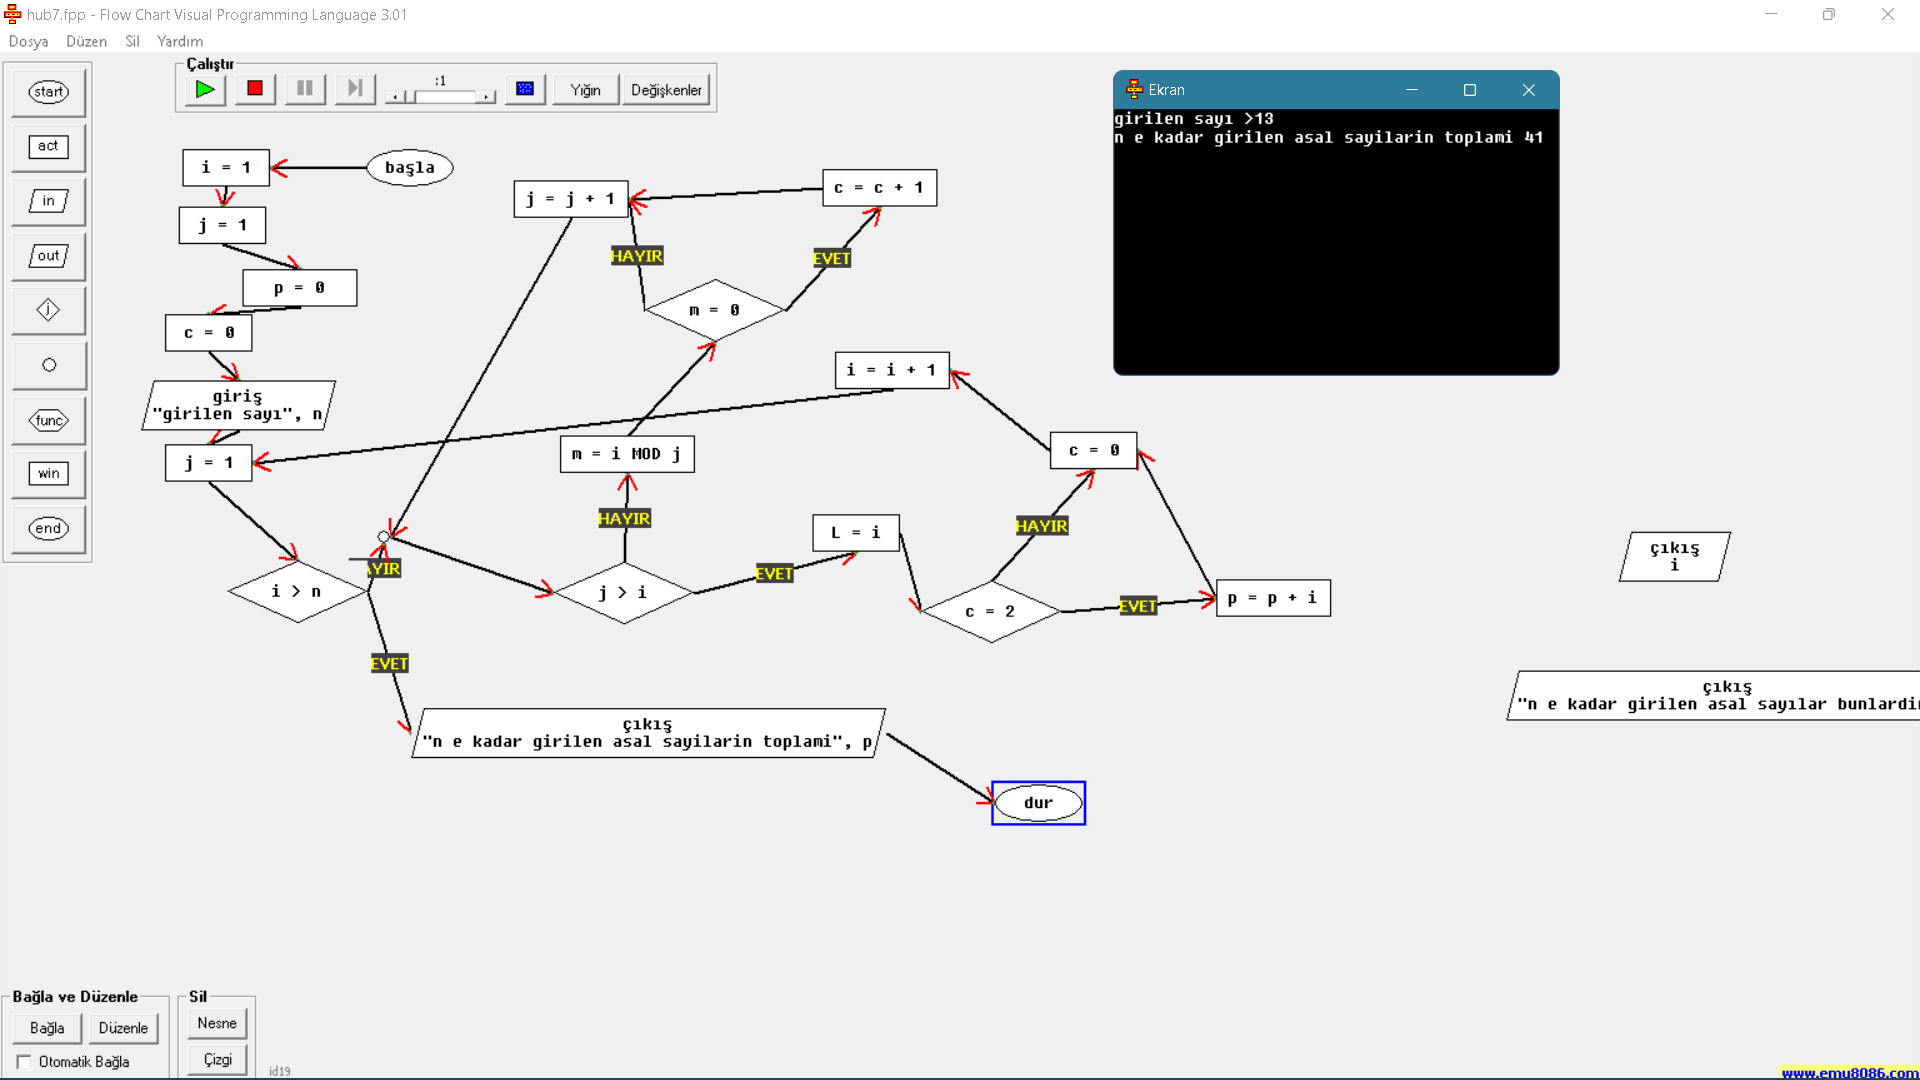 hub7.fpp - Flow Chart Visual Programming Language 3.01
Dosya Düzen Sil Yardım
Çalıştır
:1
Yığın
Değişkenler
start
act
in
out
j
func
win
end
başla
i = 1
j = 1
p = 0
c = 0
giriş
"girilen sayı", n
j = 1
i > n
YIR
EVET
j = j + 1
c = c + 1
HAYIR
EVET
m = 0
i = i + 1
m = i MOD j
HAYIR
j > i
EVET
L = i
c = 0
HAYIR
c = 2
EVET
p = p + i
çıkış
"n e kadar girilen asal sayilarin toplami", p
dur
Ekran
girilen sayı >13
n e kadar girilen asal sayilarin toplami 41
çıkış
i
çıkış
"n e kadar girilen asal sayılar bunlardi
Bağla ve Düzenle
Bağla
Düzenle
Otomatik Bağla
Sil
Nesne
Çizgi
id19
www.emu8086.com